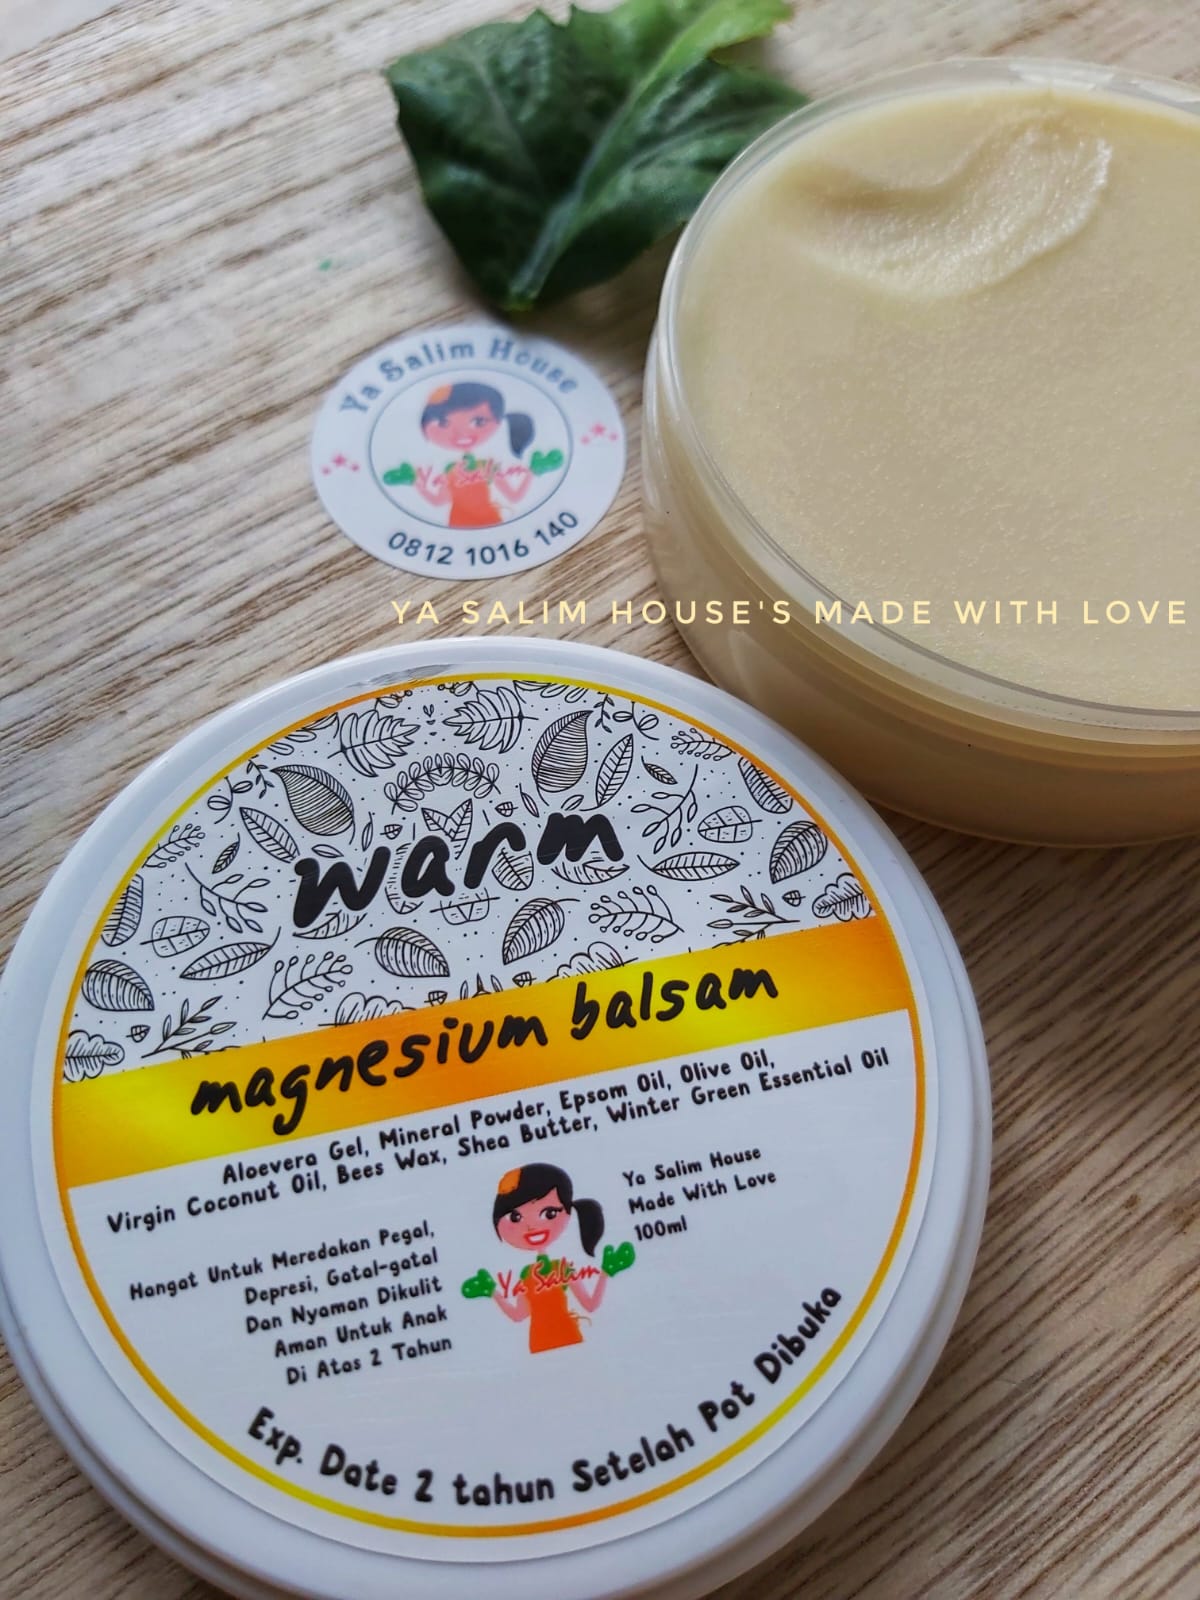 Ya Salim House
Ya Salim
0812 1016 140
YA SALIM HOUSE'S MADE WITH LOVE
warm
magnesium balsam
Aloevera Gel, Mineral Powder, Epsom Oil, Olive Oil,
Virgin Coconut Oil, Bees Wax, Shea Butter, Winter Green Essential Oil
Hangat Untuk Meredakan Pegal,
Depresi, Gatal-gatal
Dan Nyaman Dikulit
Aman Untuk Anak
Di Atas 2 Tahun
Ya Salim
Ya Salim House
Made With Love
100ml
Exp. Date 2 tahun Setelah Pot Dibuka